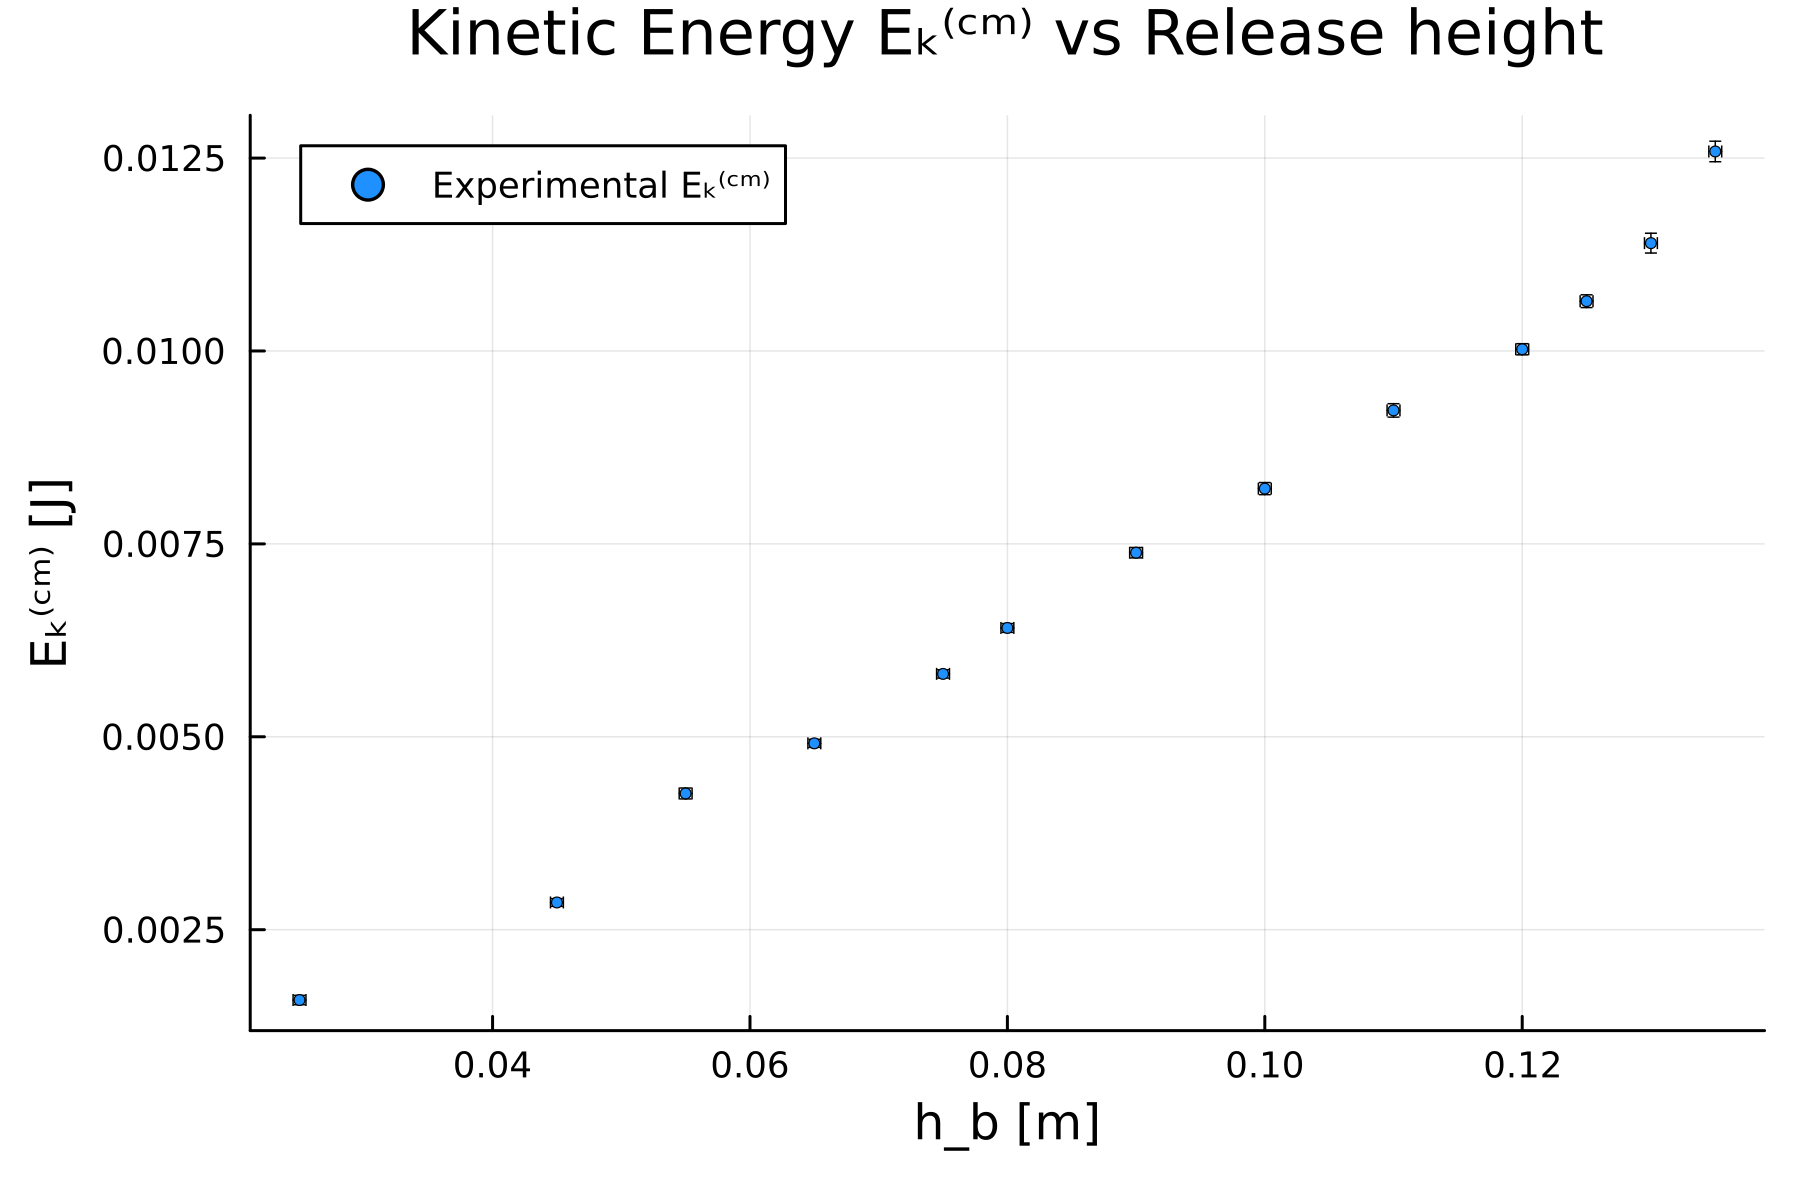 Kinetic Energy Eₖ⁽ᶜᵐ⁾ vs Release height
Experimental Eₖ⁽ᶜᵐ⁾
0.0125
0.0100
0.0075
0.0050
0.0025
Eₖ⁽ᶜᵐ⁾ [J]
0.04 0.06 0.08 0.10 0.12
h_b [m]